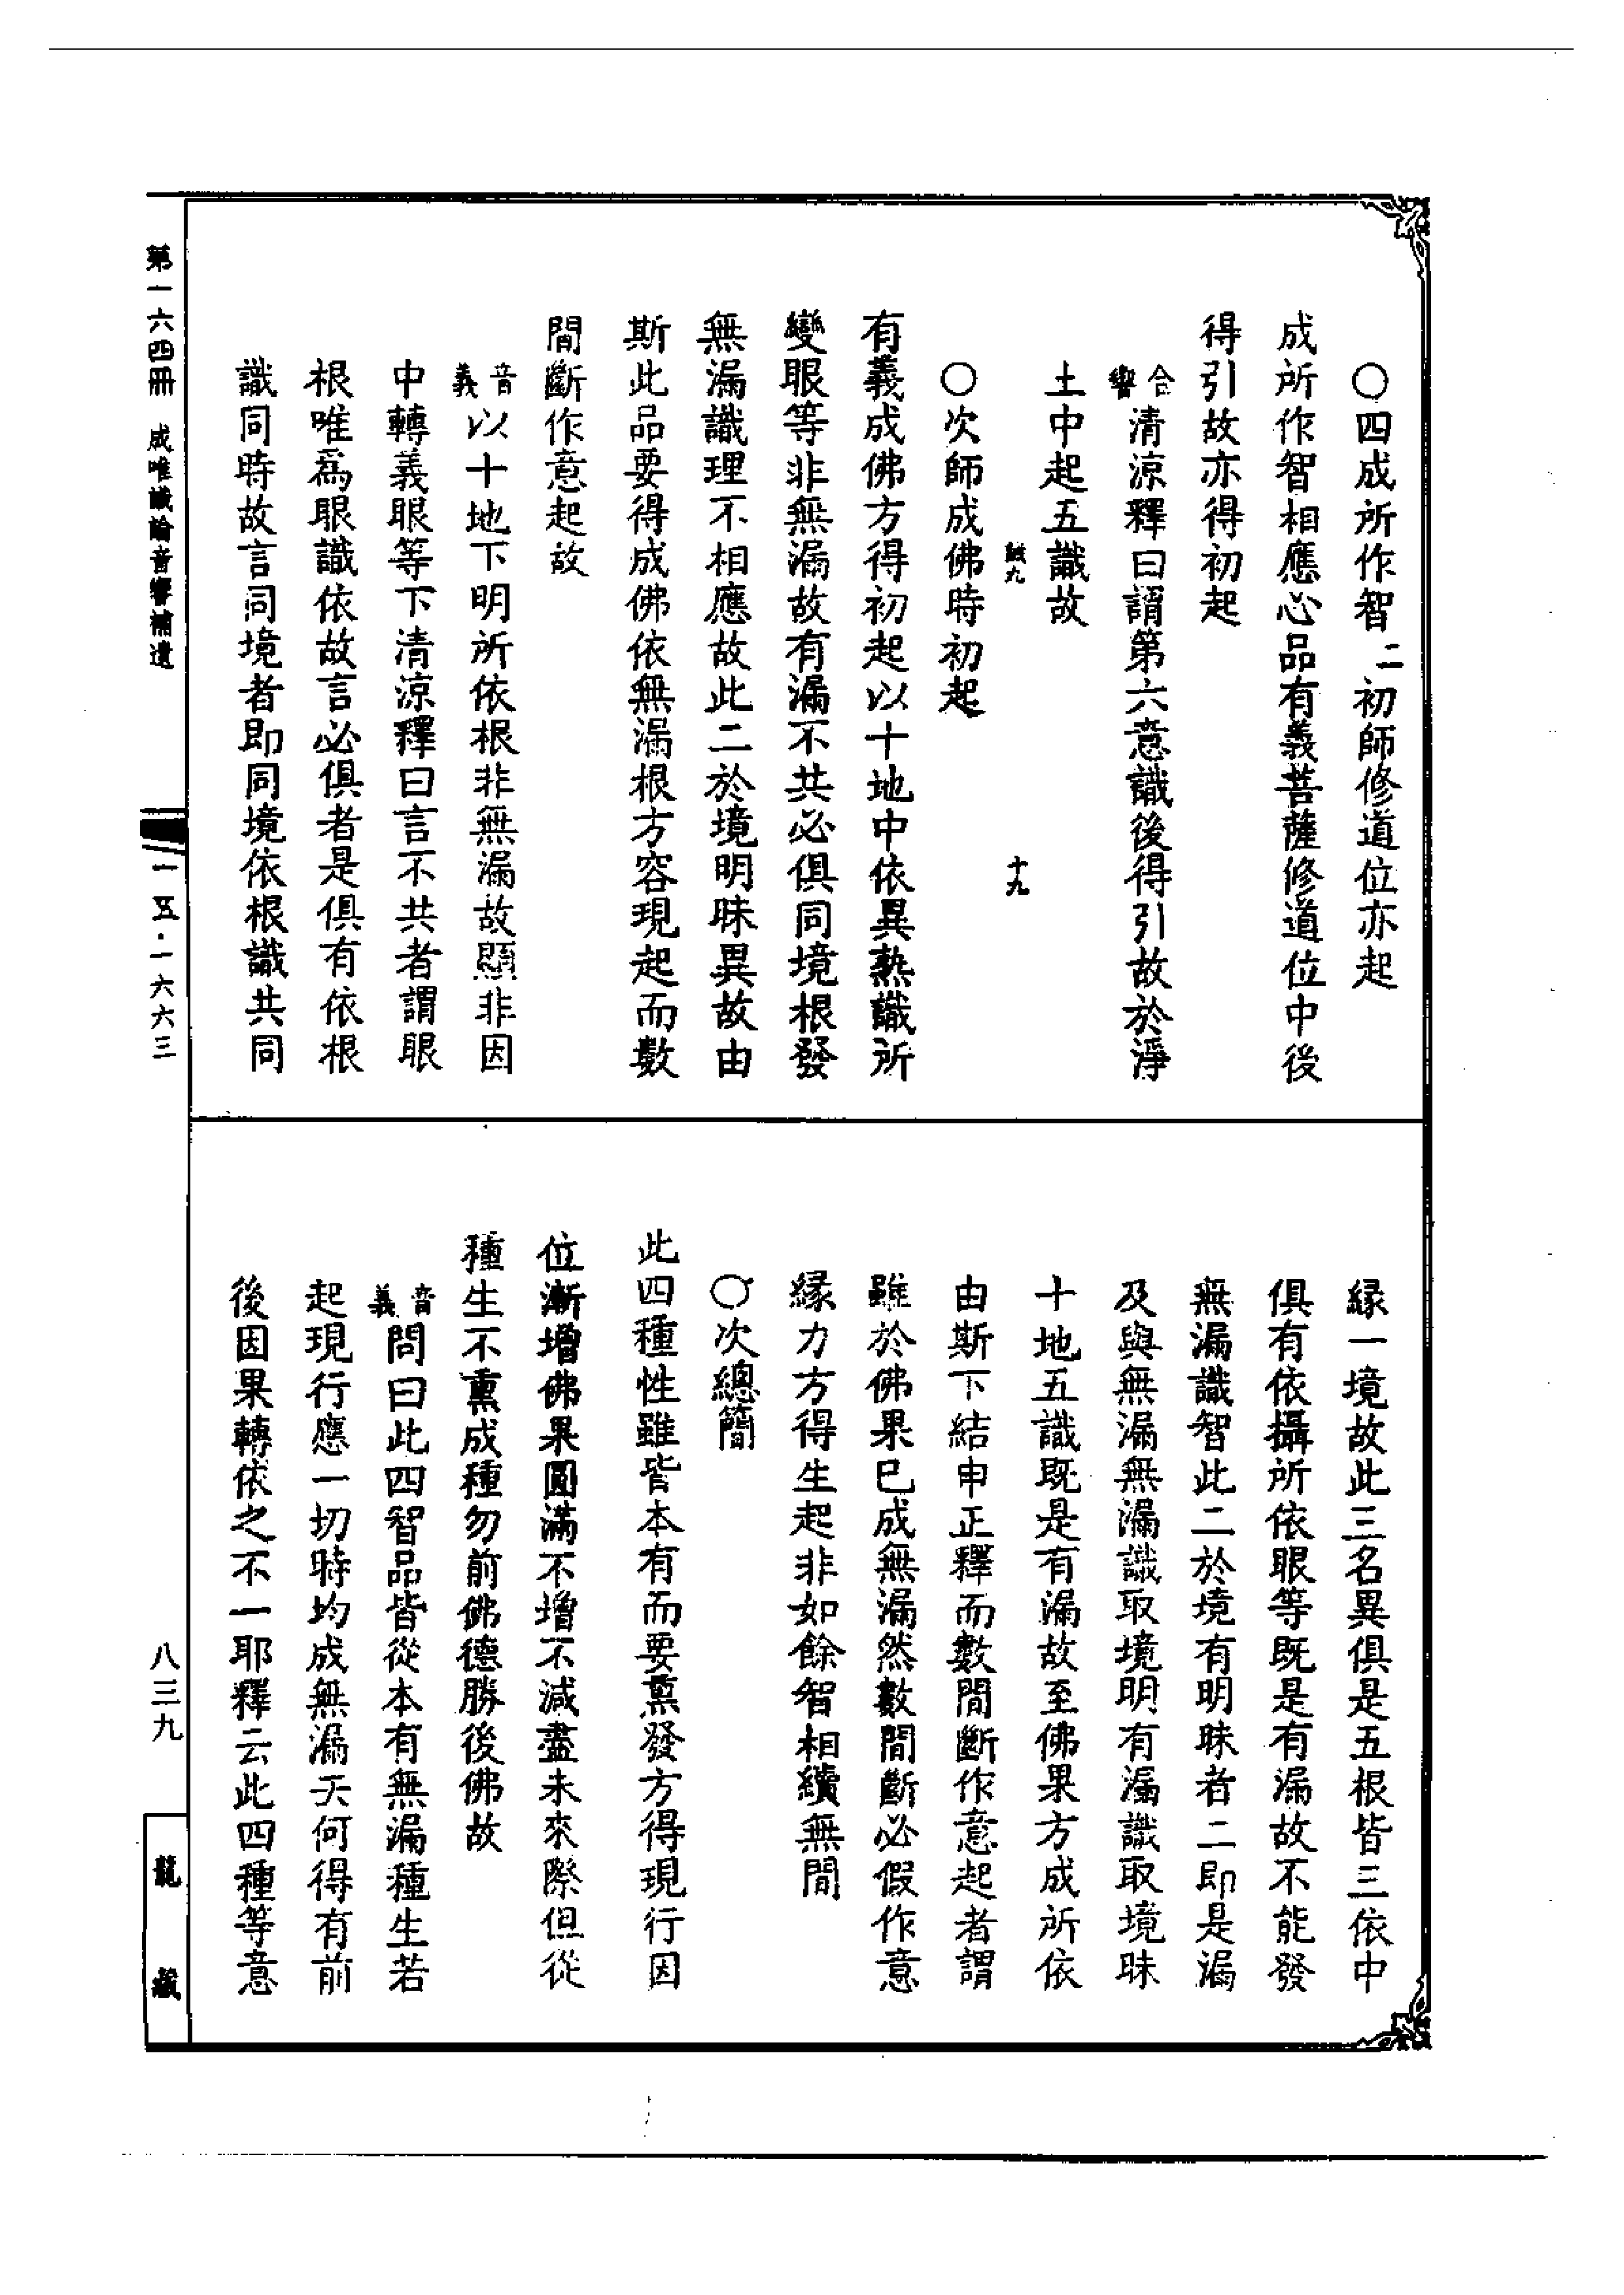 〇四成所作智二初師修道位亦起
成所作智相應心品有義菩薩修道位中後
得引故亦得初起
合響清涼釋曰謂第六意識後得引故於淨
土中起五識故
九
十九
〇次師成佛時初起
有義成佛方得初起以十地中依異熟識所
變眼等非無漏故有漏不共必俱同境根發
無漏識理不相應故此二於境明昧異故由
斯此品要得成佛依無漏根方容現起而數
間斷作意起故
音義以十地下明所依根非無漏故顯非因
中轉義眼等下清涼釋曰言不共者謂眼
根唯爲眼識依故言必俱者是俱有依根
識同時故言同境者即同境依根識共同
緣一境故此三名異俱是五根皆三依中
俱有依攝所依眼等既是有漏故不能發
無漏識智此二於境有明昧者二即是漏
及與無漏無漏識取境明有漏識取境昧
十地五識既是有漏故至佛果方成所依
由斯下結申正釋而數間斷作意起者謂
雖於佛果已成無漏然數間斷必假作意
緣力方得生起非如餘智相續無間
〇次總簡
此四種性雖皆本有而要熏發方得現行因
位漸增佛果圓滿不增不減盡未來際但從
種生不熏成種勿前佛德勝後佛故
音義問曰此四智品皆從本有無漏種生若
起現行應一切時均成無漏云何得有前
後因果轉依之不一耶釋云此四種等意
第一六四冊 成唯識論音響補遺
一五·一六六三
八三九
龍藏